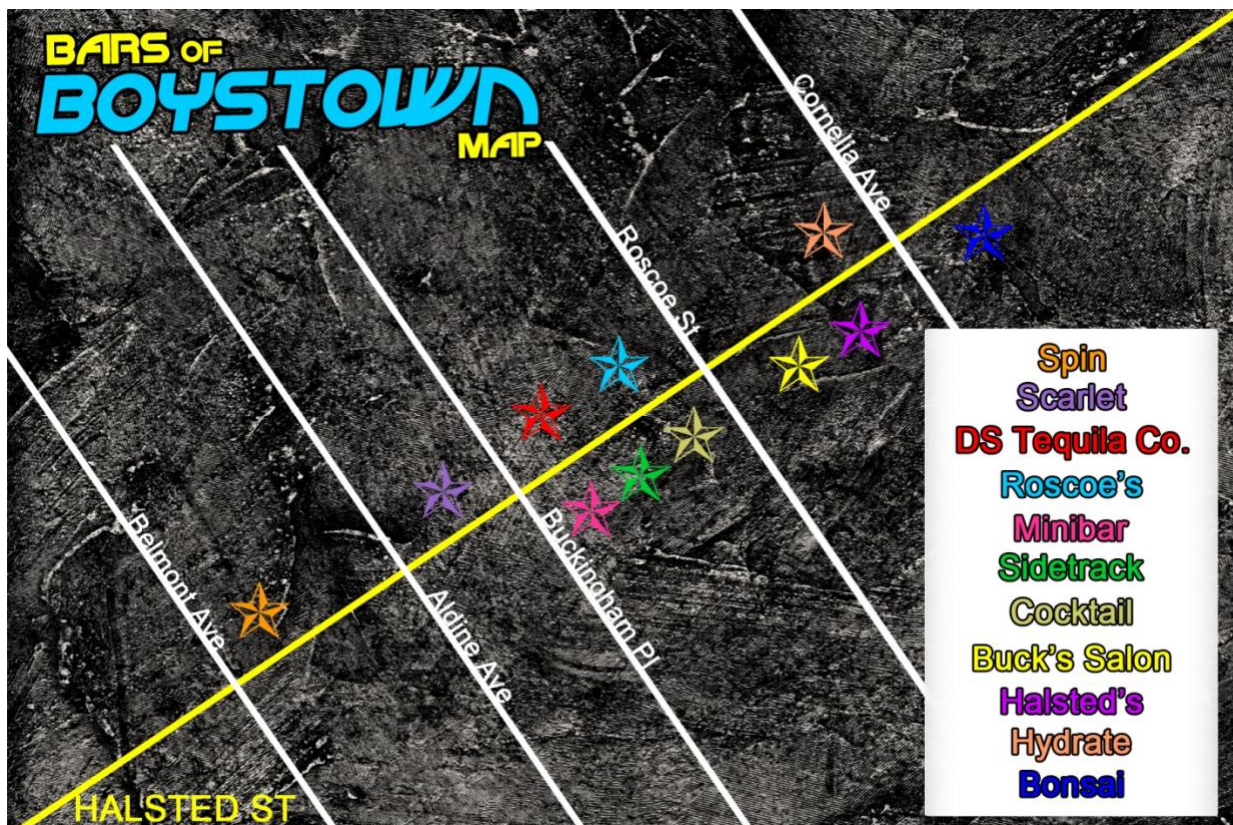 BARS OF
BOYSTOWN
MAP
Cornelia Ave
Roscoe St
Buckingham Pl
Aldine Ave
Belmont Ave
HALSTED ST
Spin
Scarlet
DS Tequila Co.
Roscoe's
Minibar
Sidetrack
Cocktail
Buck's Salon
Halsted's
Hydrate
Bonsai